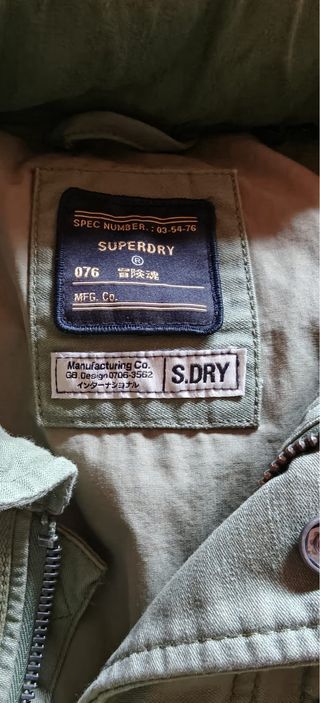 SPEC NUMBER.: 03-54-76
SUPERDRY
®
076 冒険魂
MFG. Co.
Manufacturing Co.
GB Design 0706-3562
インターナショナル
S.DRY